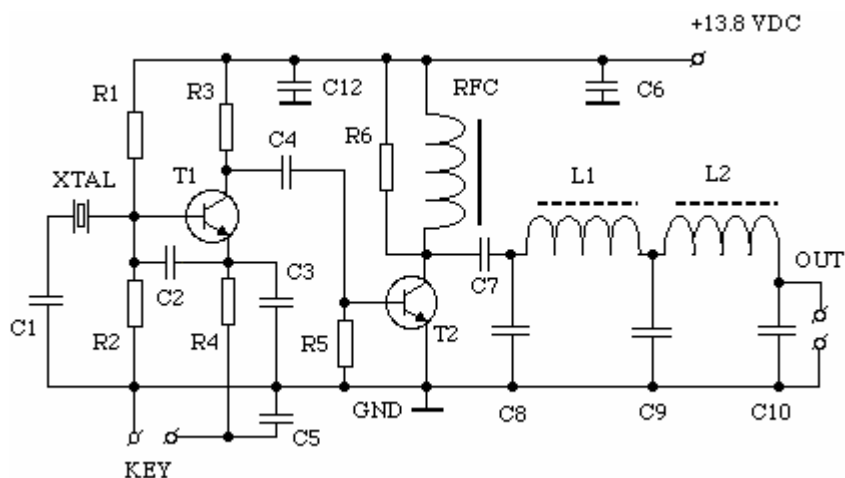 +13.8 VDC
R1
R3
C12
RFC
C6
C4
R6
XTAL
T1
L1
L2
C2
C3
C7
OUT
C1
R2
R4
R5
T2
GND
C8
C9
C10
C5
KEY